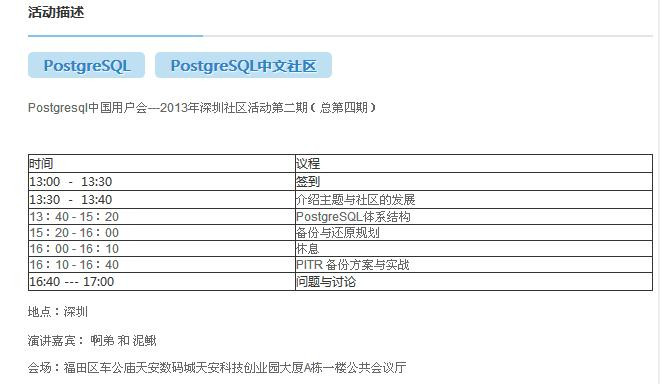 活动描述
PostgreSQL PostgreSQL中文社区
Postgresql中国用户会---2013年深圳社区活动第二期（总第四期）
时间 议程
13:00 - 13:30 签到
13:30 - 13:40 介绍主题与社区的发展
13：40 - 15：20 PostgreSQL体系结构
15：20 - 16：00 备份与还原规划
16：00 - 16：10 休息
16：10 - 16：40 PITR 备份方案与实战
16:40 --- 17:00 问题与讨论
地点：深圳
演讲嘉宾： 啊弟 和 泥鳅
会场：福田区车公庙天安数码城天安科技创业园大厦A栋一楼公共会议厅